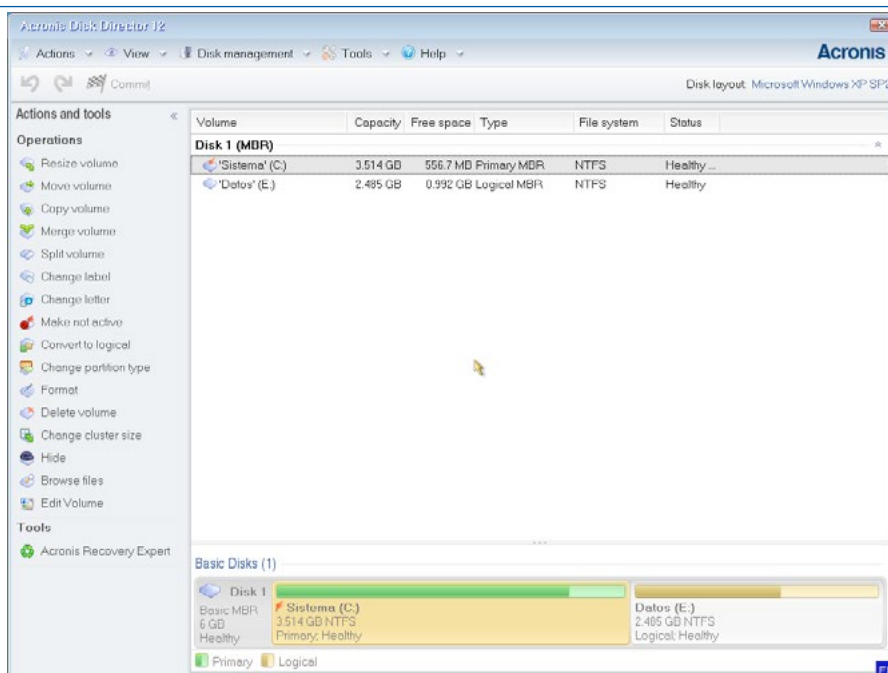 Acronis Disk Director 12
Actions View Disk management Tools Help
Acronis
Commit
Disk layout: Microsoft Windows XP SP2
Actions and tools
Operations
Resize volume
Move volume
Copy volume
Merge volume
Split volume
Change label
Change letter
Make not active
Convert to logical
Change partition type
Format
Delete volume
Change cluster size
Hide
Browse files
Edit Volume
Tools
Acronis Recovery Expert
Volume Capacity Free space Type File system Status
Disk 1 (MBR)
'Sistema' (C:) 3.514 GB 556.7 MB Primary MBR NTFS Healthy ...
'Datos' (E:) 2.485 GB 0.992 GB Logical MBR NTFS Healthy
Basic Disks (1)
Disk 1
Basic MBR
6 GB
Healthy
Sistema (C:)
3.514 GB NTFS
Primary; Healthy
Datos (E:)
2.485 GB NTFS
Logical; Healthy
Primary Logical